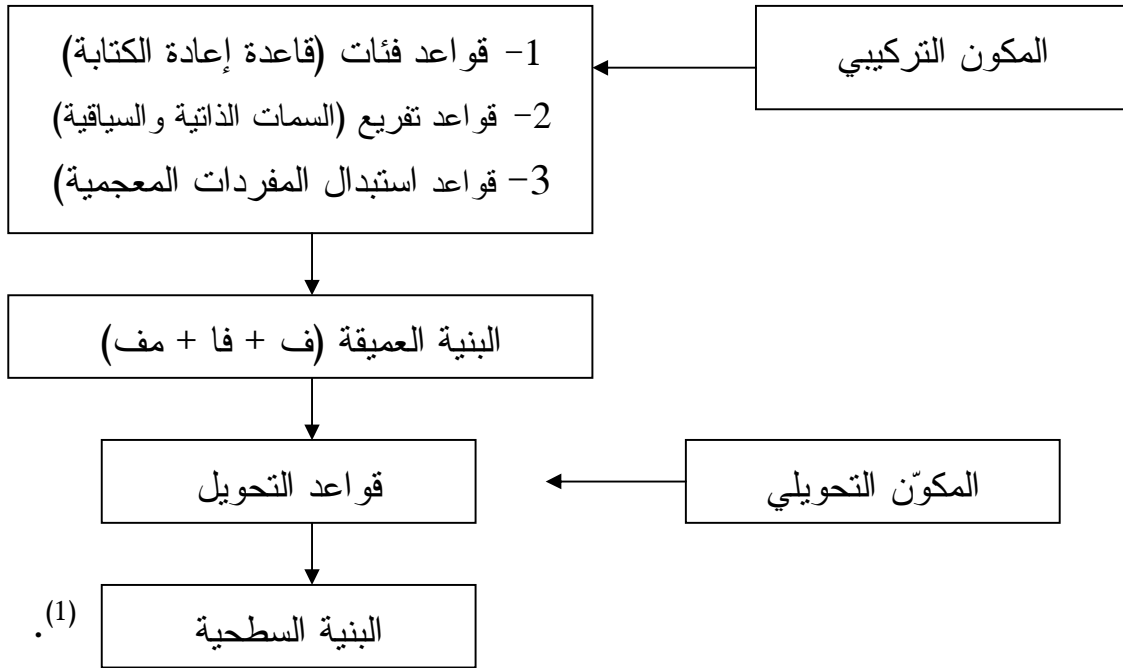 المكون التركيبي
1- قواعد فئات (قاعدة إعادة الكتابة)
2- قواعد تفريع (السمات الذاتية والسياقية)
3- قواعد استبدال المفردات المعجمية)
البنية العميقة (ف + فا + مف)
المكوّن التحويلي
قواعد التحويل
البنية السطحية
(1).